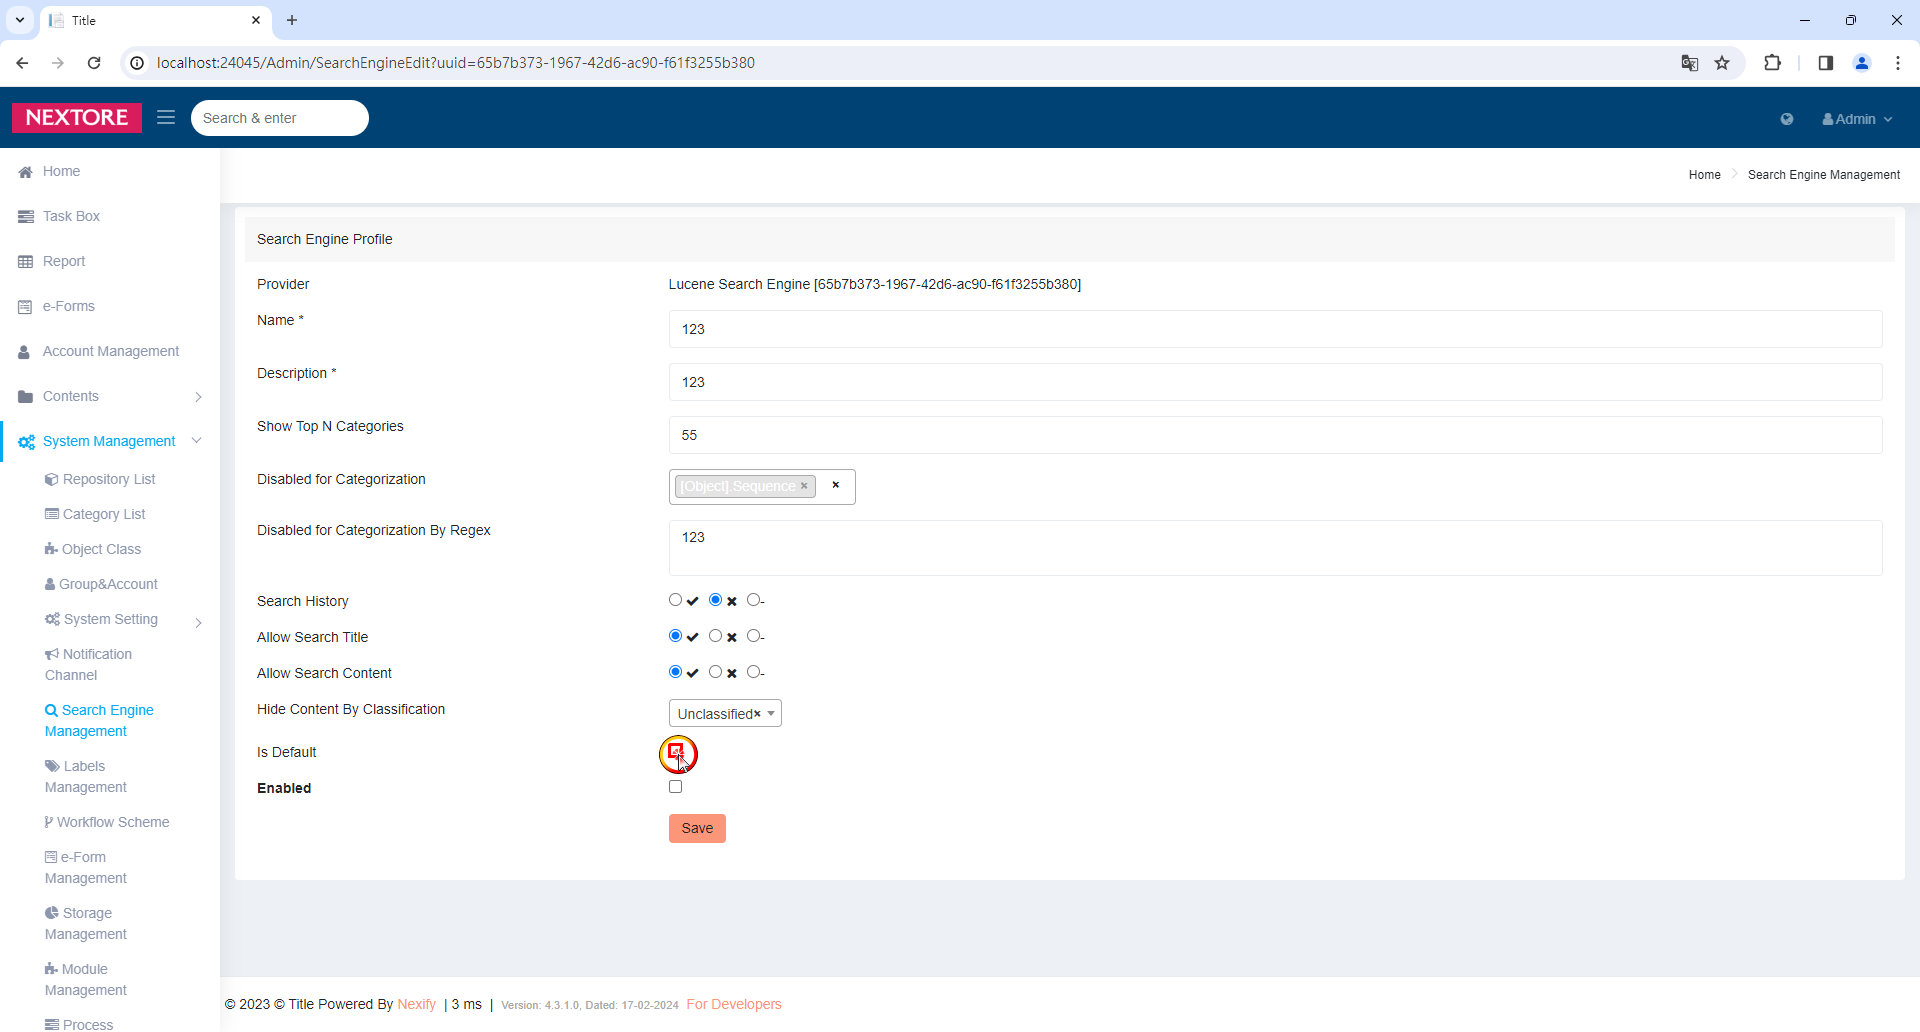 Title
localhost:24045/Admin/SearchEngineEdit?uuid=65b7b373-1967-42d6-ac90-f61f3255b380
NEXTORE
Search & enter
Admin
Home
Task Box
Report
e-Forms
Account Management
Contents
System Management
Repository List
Category List
Object Class
Group&Account
System Setting
Notification
Channel
Search Engine
Management
Labels
Management
Workflow Scheme
e-Form
Management
Storage
Management
Module
Management
Process
Home
Search Engine Management
Search Engine Profile
Provider
Lucene Search Engine [65b7b373-1967-42d6-ac90-f61f3255b380]
Name *
123
Description *
123
Show Top N Categories
55
Disabled for Categorization
[Object].Sequence ×
×
Disabled for Categorization By Regex
123
Search History
-
Allow Search Title
-
Allow Search Content
-
Hide Content By Classification
Unclassified×
Is Default
Enabled
Save
© 2023 © Title Powered By Nexify | 3 ms | Version: 4.3.1.0, Dated: 17-02-2024 For Developers